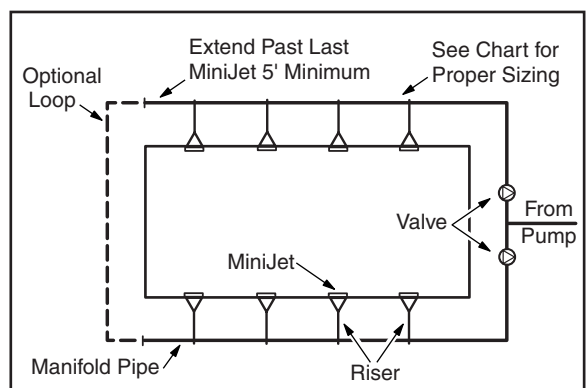 Extend Past Last
MiniJet 5' Minimum
See Chart for
Proper Sizing
Optional
Loop
Valve
From
Pump
MiniJet
Manifold Pipe
Riser